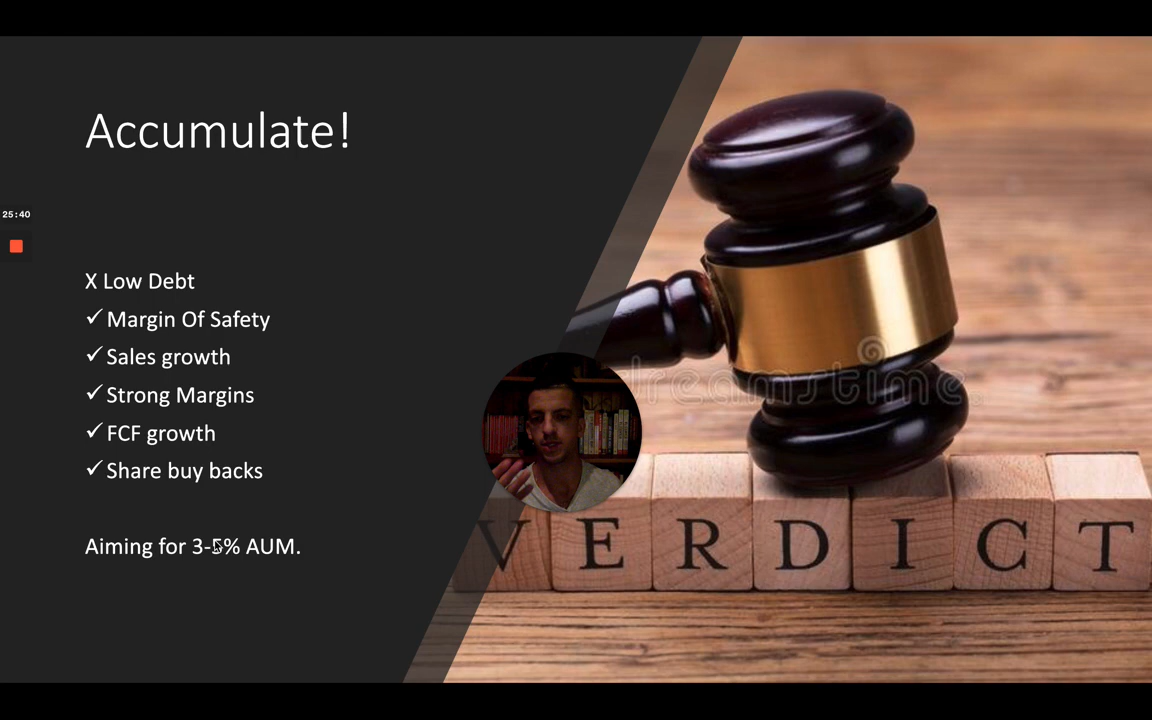 Accumulate!
25:40
X Low Debt
✓ Margin Of Safety
✓ Sales growth
✓ Strong Margins
✓ FCF growth
✓ Share buy backs
Aiming for 3-5% AUM.
dreamstime.
VERDICT